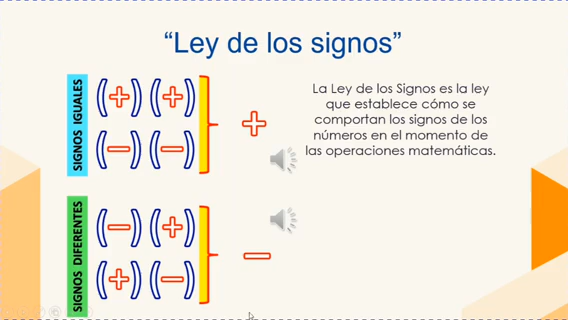 “Ley de los signos”
SIGNOS IGUALES
(+) (+)
(−) (−)
+
SIGNOS DIFERENTES
(−) (+)
(+) (−)
−
La Ley de los Signos es la ley
que establece cómo se
comportan los signos de los
números en el momento de
las operaciones matemáticas.